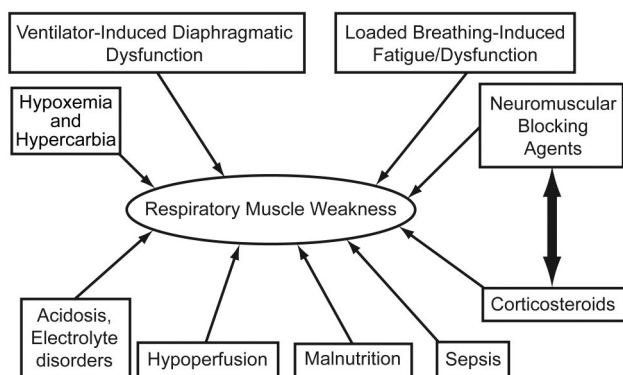 Ventilator-Induced Diaphragmatic
Dysfunction
Loaded Breathing-Induced
Fatigue/Dysfunction
Hypoxemia
and
Hypercarbia
Neuromuscular
Blocking
Agents
Respiratory Muscle Weakness
Acidosis,
Electrolyte
disorders
Hypoperfusion
Malnutrition
Sepsis
Corticosteroids